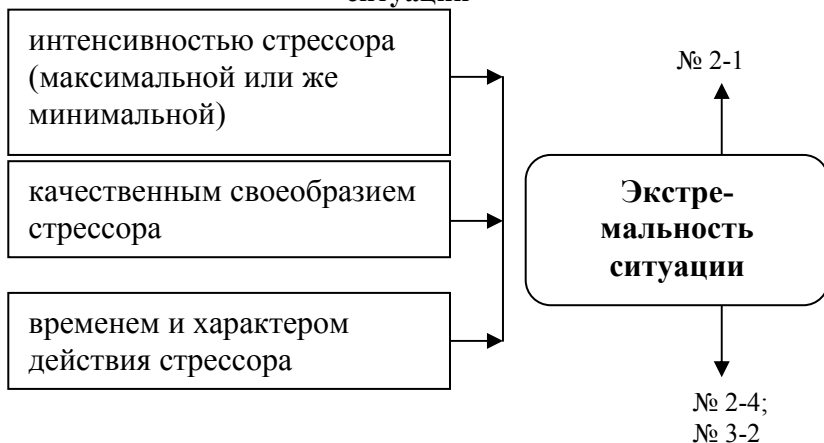 ситуации
интенсивностью стрессора
(максимальной или же
минимальной)
качественным своеобразием
стрессора
временем и характером
действия стрессора
№ 2-1
Экстре-
мальность
ситуации
№ 2-4;
№ 3-2